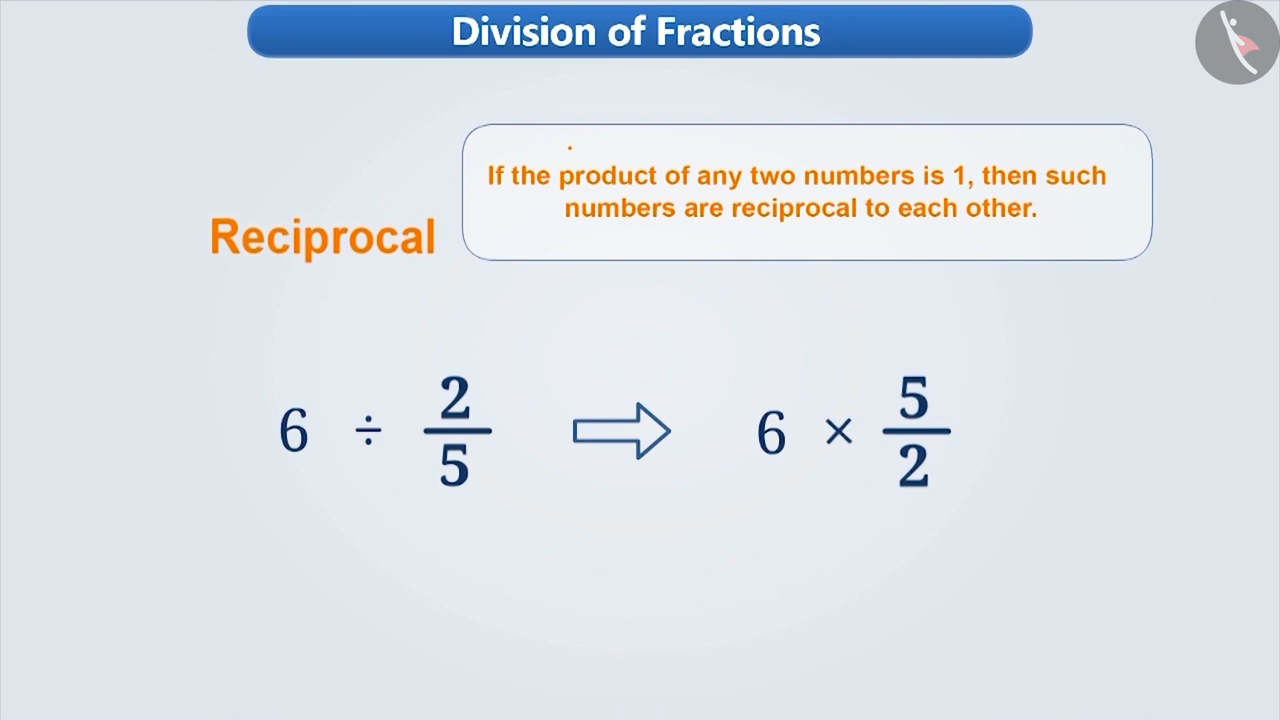 Division of Fractions
If the product of any two numbers is 1, then such
numbers are reciprocal to each other.
Reciprocal
6 ÷ 2/5 ⇨ 6 × 5/2